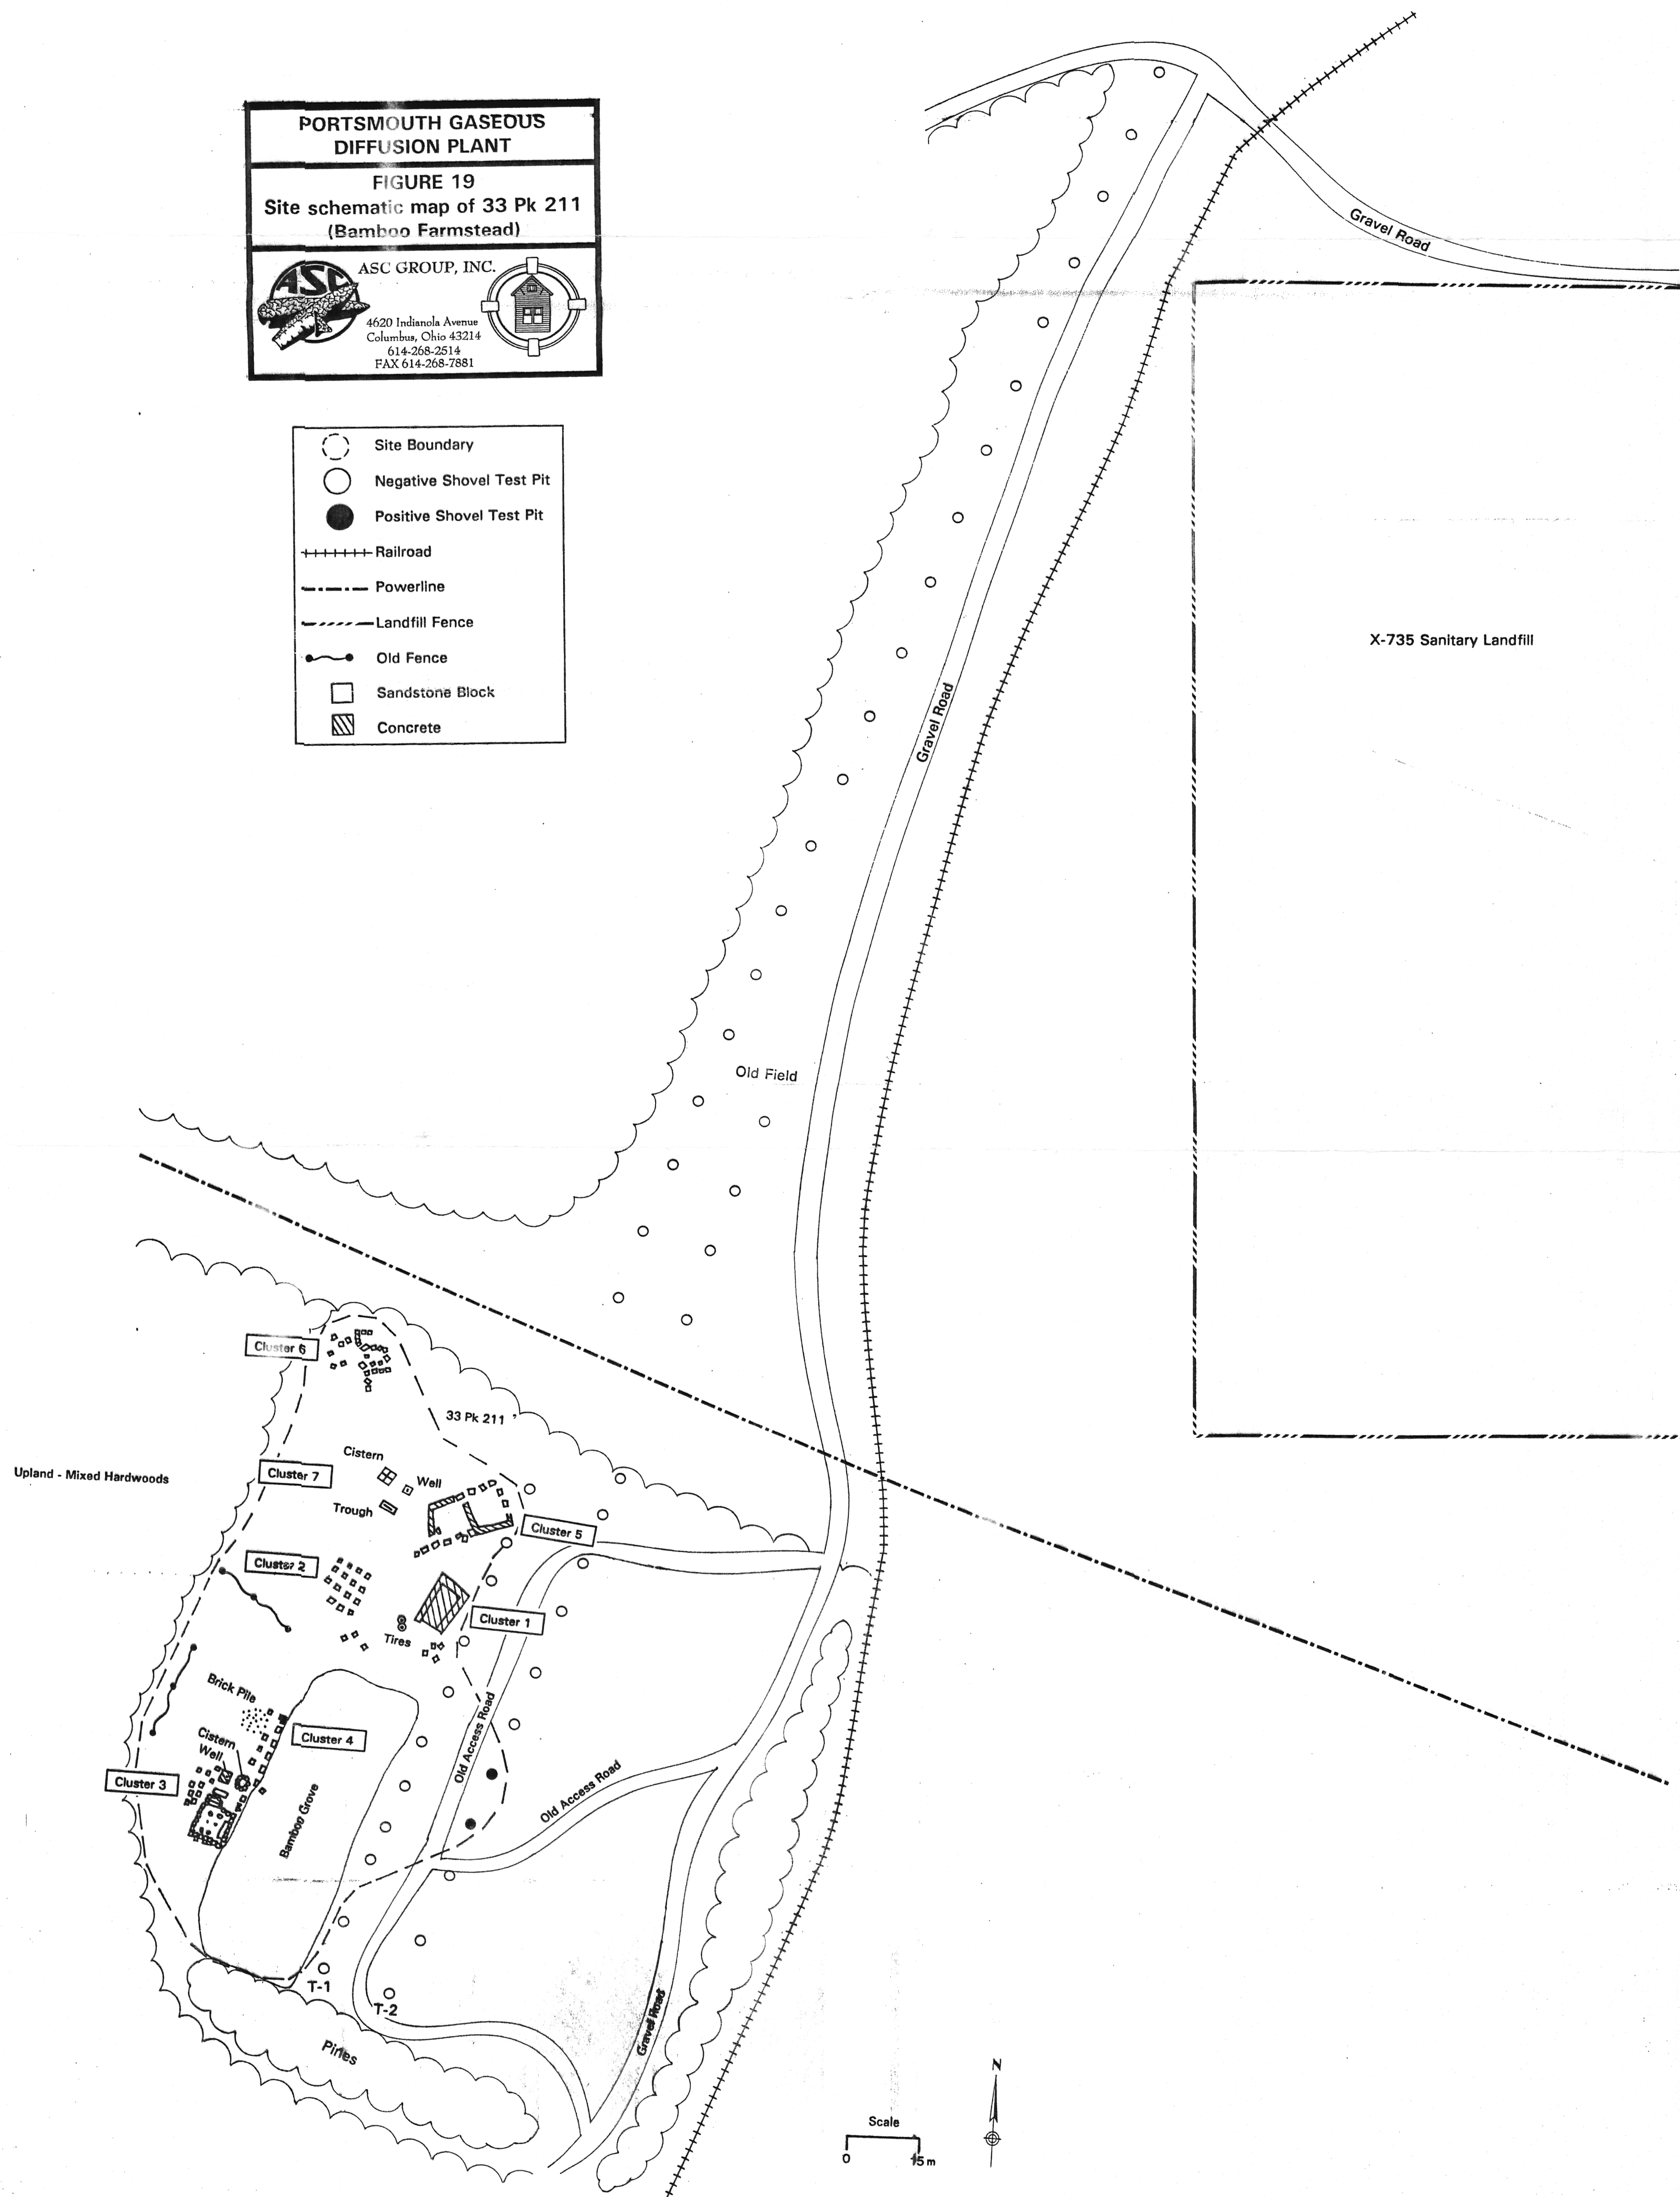 PORTSMOUTH GASEOUS
DIFFUSION PLANT
FIGURE 19
Site schematic map of 33 Pk 211
(Bamboo Farmstead)
ASC
ASC GROUP, INC.
4620 Indianola Avenue
Columbus, Ohio 43214
614-268-2514
FAX 614-268-7881
Site Boundary
Negative Shovel Test Pit
Positive Shovel Test Pit
Railroad
Powerline
Landfill Fence
Old Fence
Sandstone Block
Concrete
Gravel Road
X-735 Sanitary Landfill
Gravel Road
Old Field
Cluster 6
33 Pk 211
Cistern
Upland - Mixed Hardwoods
Cluster 7
Well
Trough
Cluster 5
Cluster 2
Cluster 1
Tires
Brick Pile
Cistern
Well
Cluster 4
Cluster 3
Old Access Road
Old Access Road
Bamboo Grove
T-1
T-2
Pines
Gravel Road
N
Scale
0
15 m